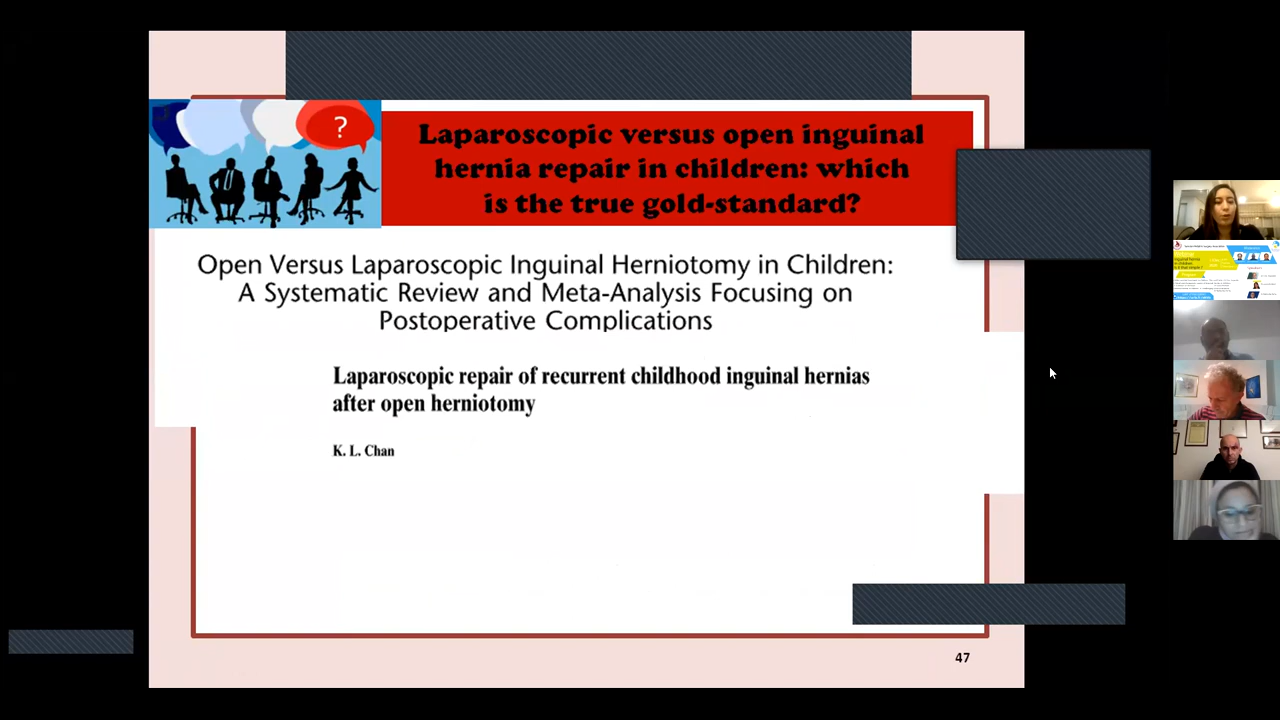 ?
Laparoscopic versus open inguinal
hernia repair in children: which
is the true gold-standard?
Open Versus Laparoscopic Inguinal Herniotomy in Children:
A Systematic Review and Meta-Analysis Focusing on
Postoperative Complications
Laparoscopic repair of recurrent childhood inguinal hernias
after open herniotomy
K. L. Chan
47